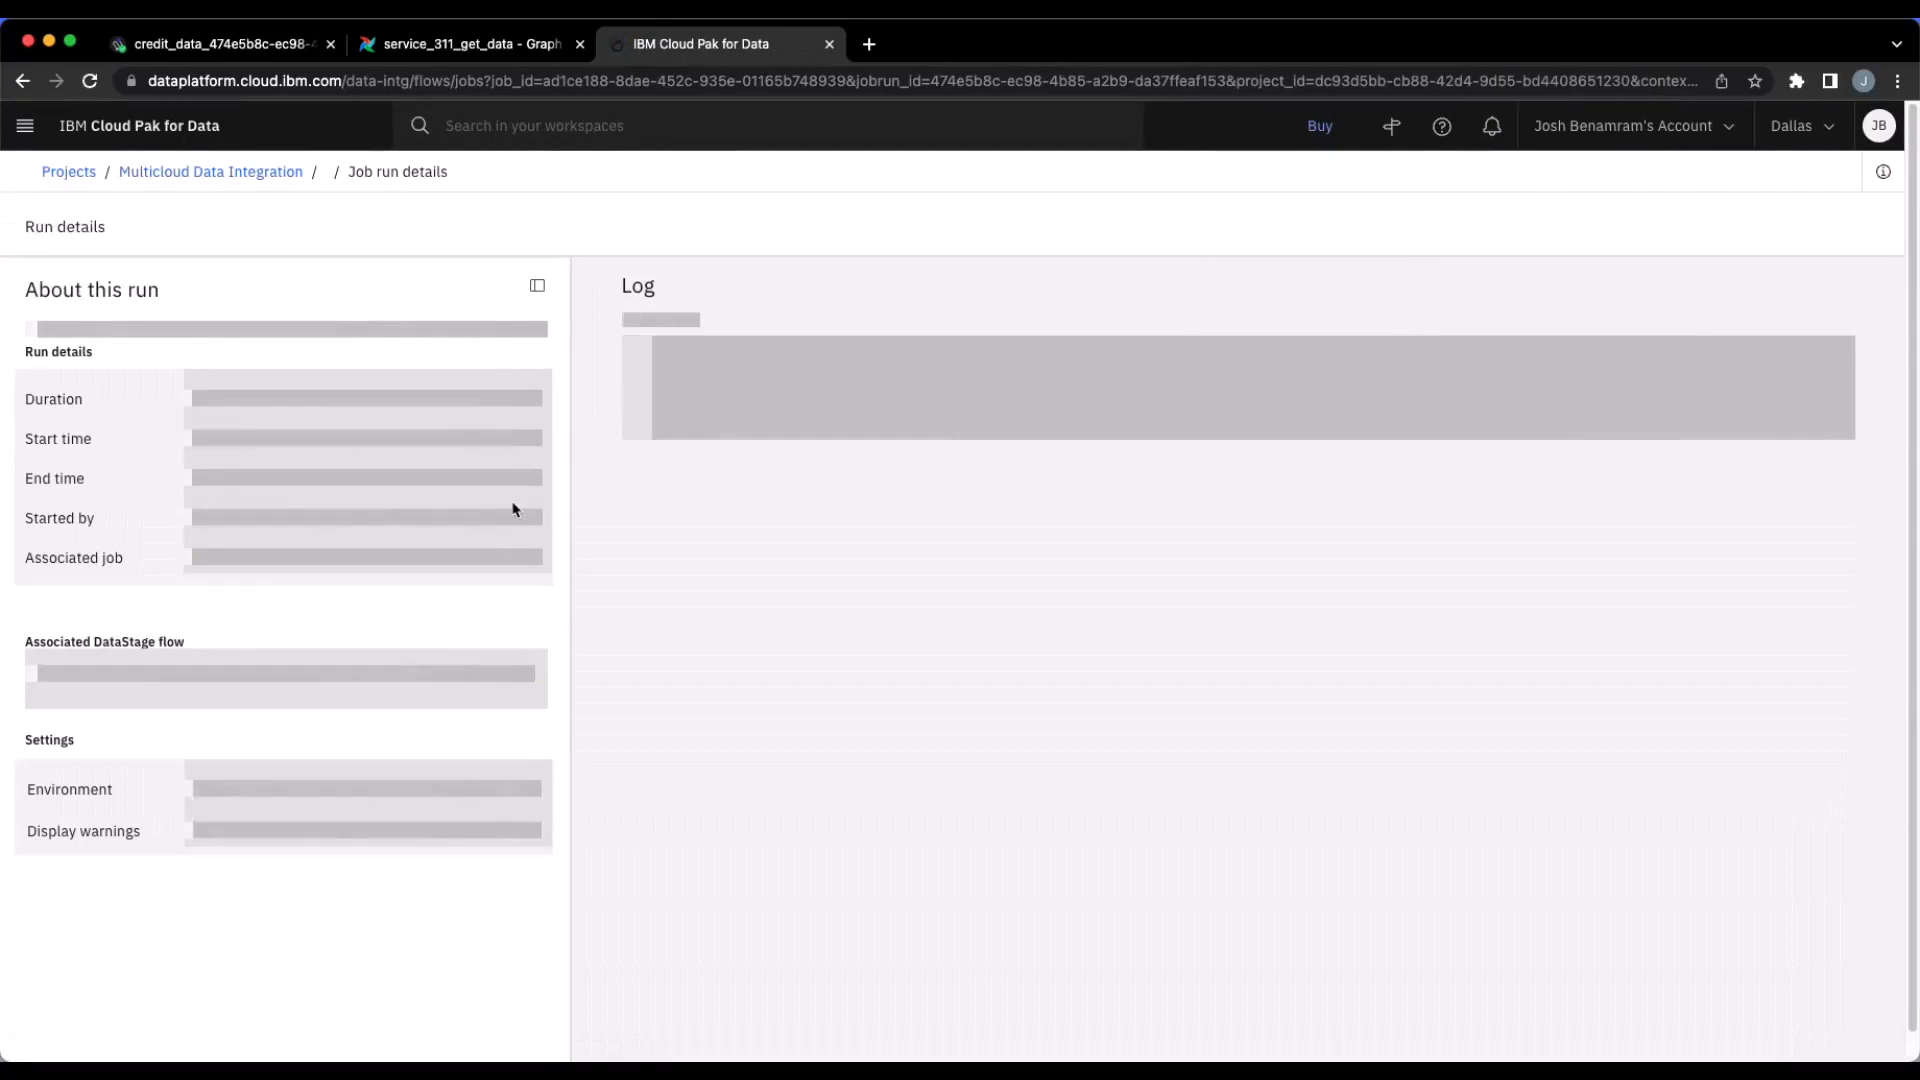 credit_data_474e5b8c-ec98-
service_311_get_data - Graph
IBM Cloud Pak for Data
dataplatform.cloud.ibm.com/data-intg/flows/jobs?job_id=ad1ce188-8dae-452c-935e-01165b748939&jobrun_id=474e5b8c-ec98-4b85-a2b9-da37ffeaf153&project_id=dc93d5bb-cb88-42d4-9d55-bd4408651230&contex...
J
IBM Cloud Pak for Data
Search in your workspaces
Buy
Josh Benamram's Account
Dallas
JB
Projects / Multicloud Data Integration / / Job run details
Run details
About this run
Log
Run details
Duration
Start time
End time
Started by
Associated job
Associated DataStage flow
Settings
Environment
Display warnings